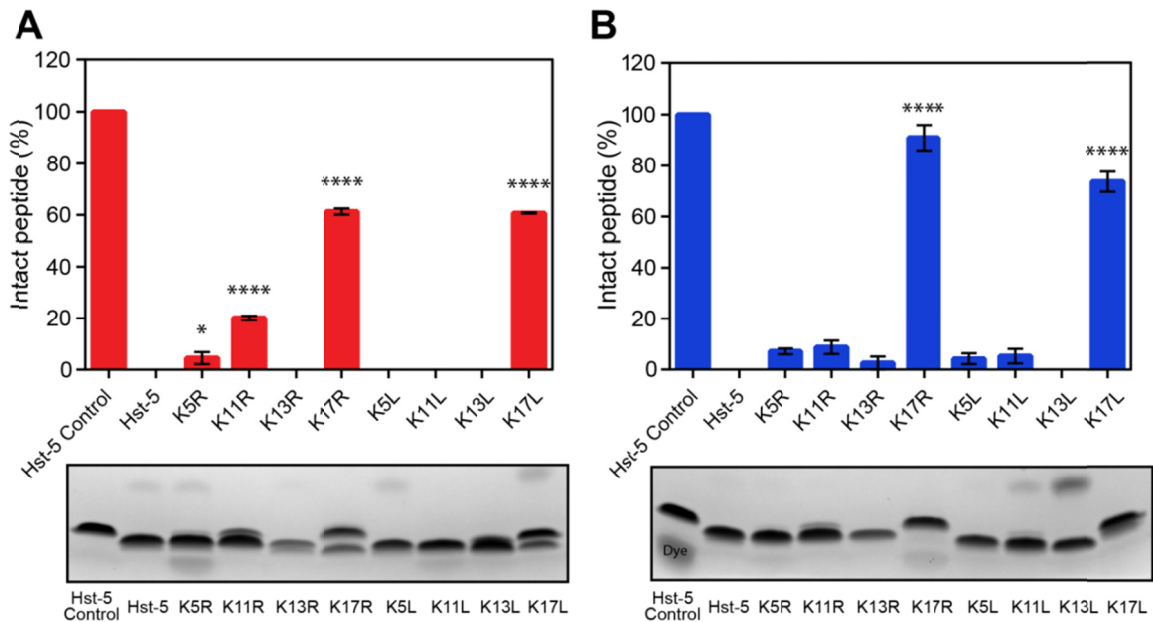 A
Intact peptide (%)
120
100
80
60
40
20
0
*
****
****
****
Hst-5 Control
Hst-5
K5R
K11R
K13R
K17R
K5L
K11L
K13L
K17L
Hst-5
Control
Hst-5 K5R K11R K13R K17R K5L K11L K13L K17L
B
Intact peptide (%)
120
100
80
60
40
20
0
****
****
Hst-5 Control
Hst-5
K5R
K11R
K13R
K17R
K5L
K11L
K13L
K17L
Dye
Hst-5
Control
Hst-5 K5R K11R K13R K17R K5L K11L K13L K17L